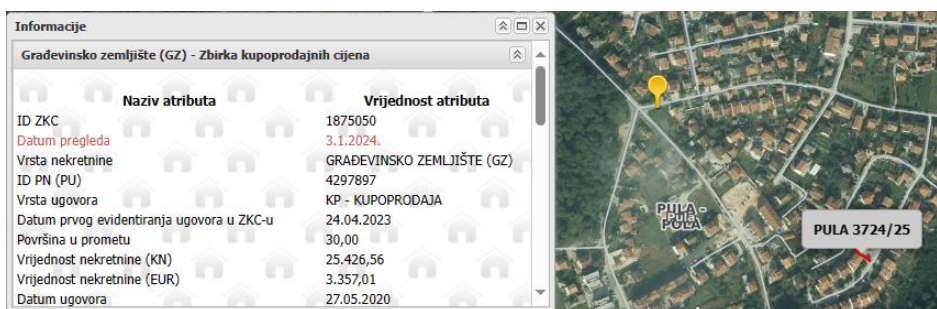 Informacije
Građevinsko zemljište (GZ) - Zbirka kupoprodajnih cijena
Naziv atributa Vrijednost atributa
ID ZKC 1875050
Datum pregleda 3.1.2024.
Vrsta nekretnine GRAĐEVINSKO ZEMLJIŠTE (GZ)
ID PN (PU) 4297897
Vrsta ugovora KP - KUPOPRODAJA
Datum prvog evidentiranja ugovora u ZKC-u 24.04.2023
Površina u prometu 30,00
Vrijednost nekretnine (KN) 25.426,56
Vrijednost nekretnine (EUR) 3.357,01
Datum ugovora 27.05.2020
PULA -
Pula
POLA
PULA 3724/25